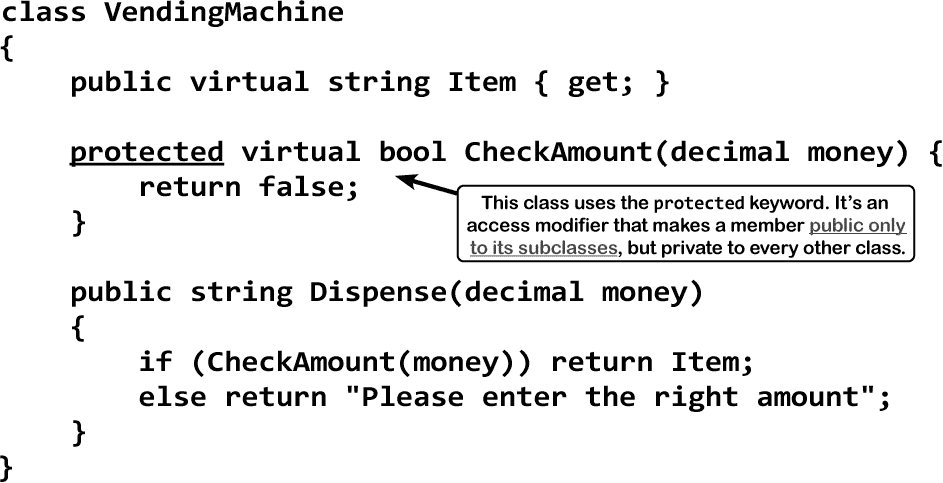 class VendingMachine
{
public virtual string Item { get; }
protected virtual bool CheckAmount(decimal money) {
return false;
}
This class uses the protected keyword. It’s an
access modifier that makes a member public only
to its subclasses, but private to every other class.
public string Dispense(decimal money)
{
if (CheckAmount(money)) return Item;
else return "Please enter the right amount";
}
}